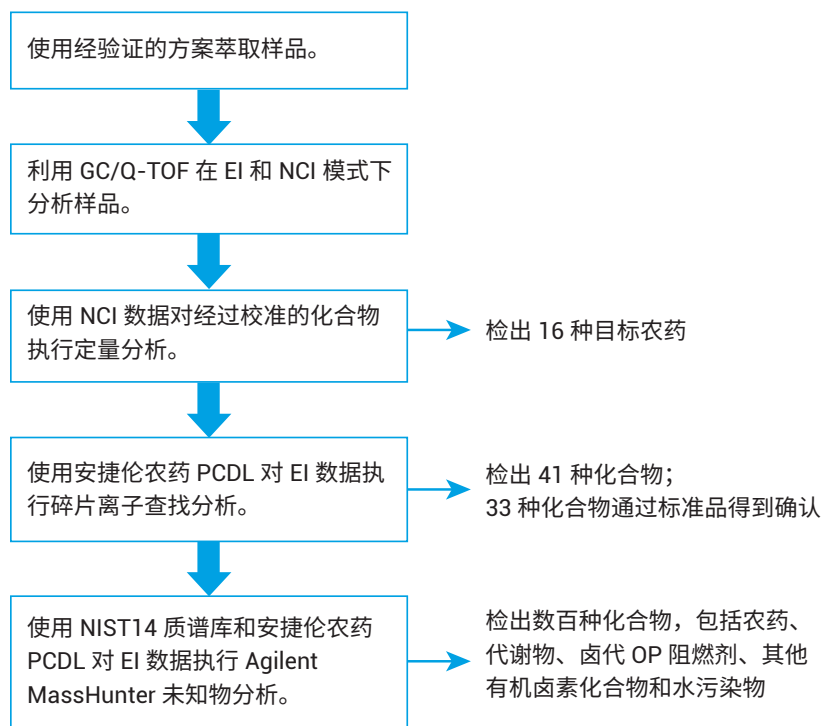 使用经验证的方案萃取样品。
利用 GC/Q-TOF 在 EI 和 NCI 模式下
分析样品。
使用 NCI 数据对经过校准的化合物
执行定量分析。
检出 16 种目标农药
使用安捷伦农药 PCDL 对 EI 数据执
行碎片离子查找分析。
检出 41 种化合物；
33 种化合物通过标准品得到确认
使用 NIST14 质谱库和安捷伦农药
PCDL 对 EI 数据执行 Agilent
MassHunter 未知物分析。
检出数百种化合物，包括农药、
代谢物、卤代 OP 阻燃剂、其他
有机卤素化合物和水污染物